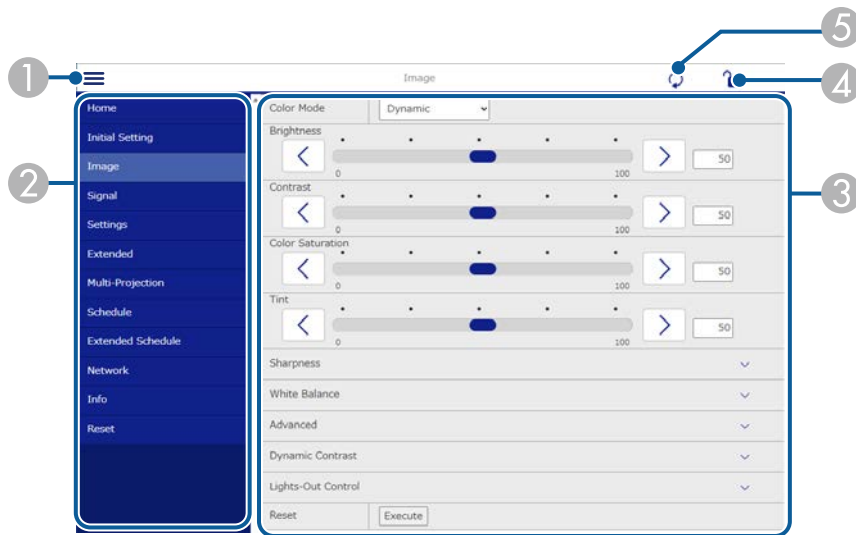 5
1
Image
4
Home
Initial Setting
Image
Signal
Settings
Extended
Multi-Projection
Schedule
Extended Schedule
Network
Info
Reset
2
Color Mode Dynamic
Brightness
0 100 50
Contrast
0 100 50
Color Saturation
0 100 50
Tint
0 100 50
Sharpness
White Balance
Advanced
Dynamic Contrast
Lights-Out Control
Reset Execute
3